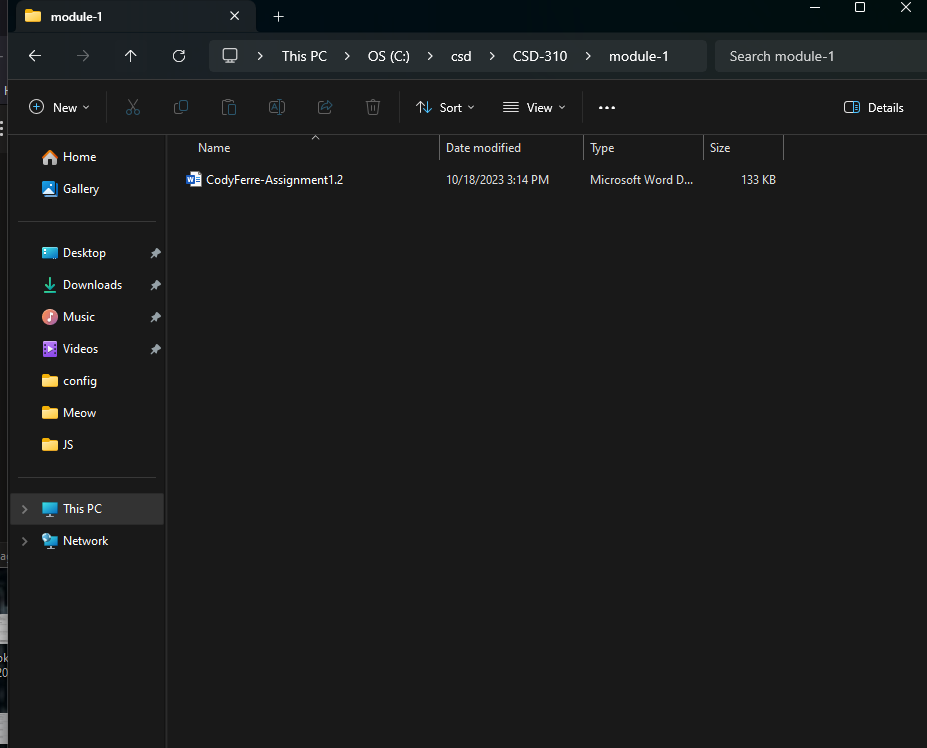 module-1
This PC > OS (C:) > csd > CSD-310 > module-1
Search module-1
New
Sort
View
Details
Name Date modified Type Size
CodyFerre-Assignment1.2 10/18/2023 3:14 PM Microsoft Word D... 133 KB
Home
Gallery
Desktop
Downloads
Music
Videos
config
Meow
JS
This PC
Network